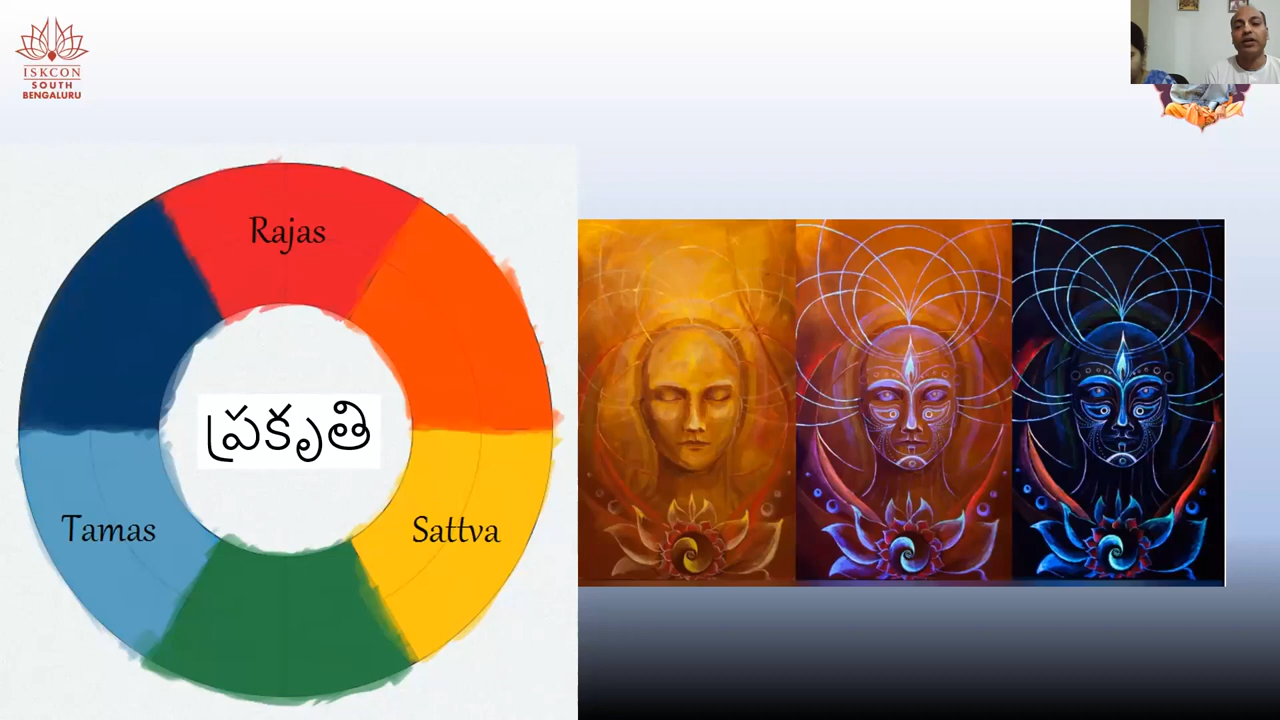 ISKCON
SOUTH
BENGALURU
Rajas
ప్రకృతి
Tamas
Sattva